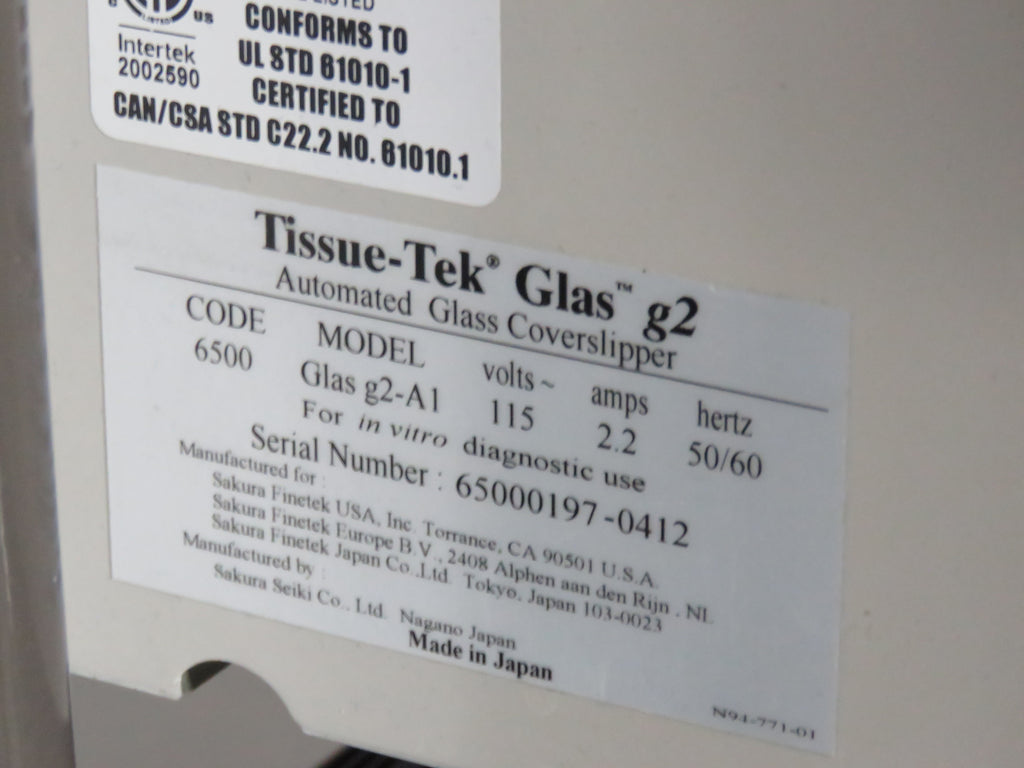 LISTED
C US
LISTED
Intertek
2002590
CONFORMS TO
UL STD 61010-1
CERTIFIED TO
CAN/CSA STD C22.2 NO. 61010.1
Tissue-Tek® Glas™ g2
Automated Glass Coverslipper
CODE MODEL volts ~ amps hertz
6500 Glas g2-A1 115 2.2 50/60
For in vitro diagnostic use
Serial Number : 65000197-0412
Manufactured for :
Sakura Finetek USA, Inc. Torrance, CA 90501 U.S.A.
Sakura Finetek Europe B.V., 2408 Alphen aan den Rijn . NL
Sakura Finetek Japan Co.,Ltd. Tokyo, Japan 103-0023
Manufactured by :
Sakura Seiki Co., Ltd. Nagano Japan
Made in Japan
N94-771-01